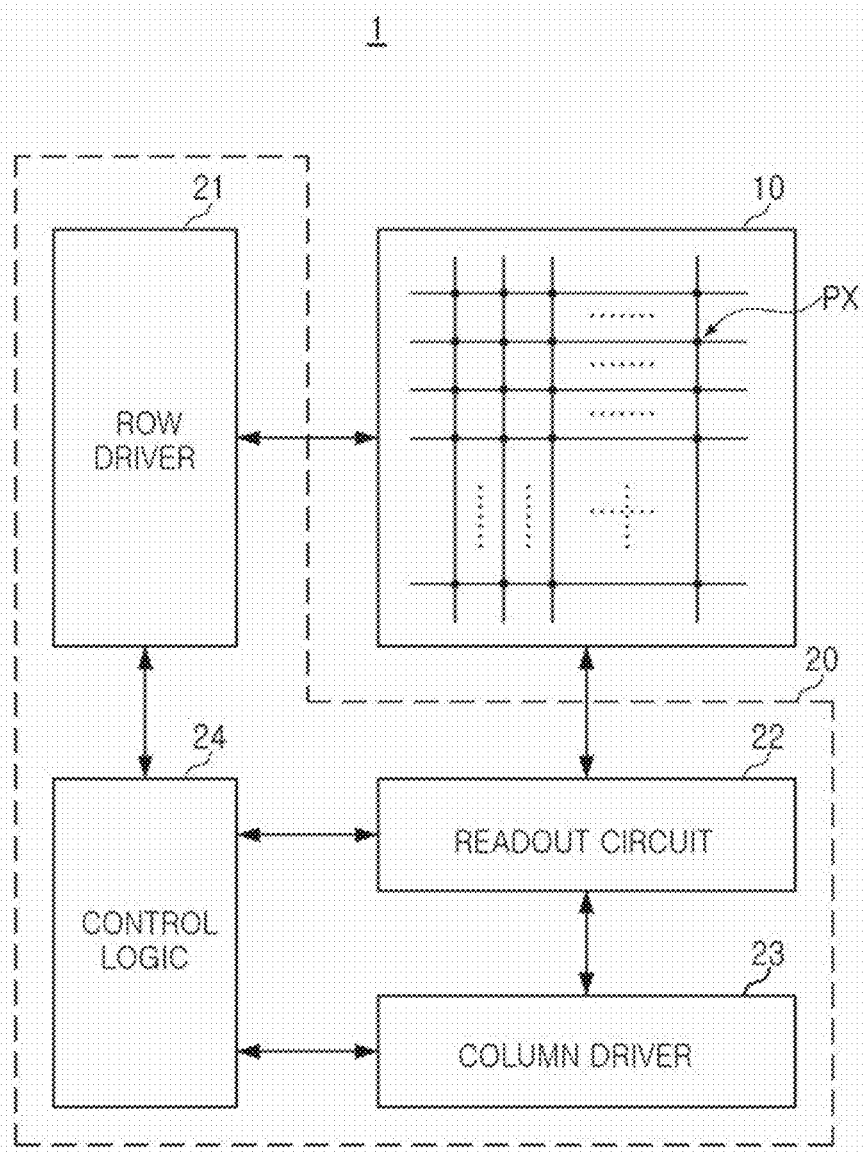 1
21
10
PX
ROW
DRIVER
20
24
22
READOUT CIRCUIT
CONTROL
LOGIC
23
COLUMN DRIVER